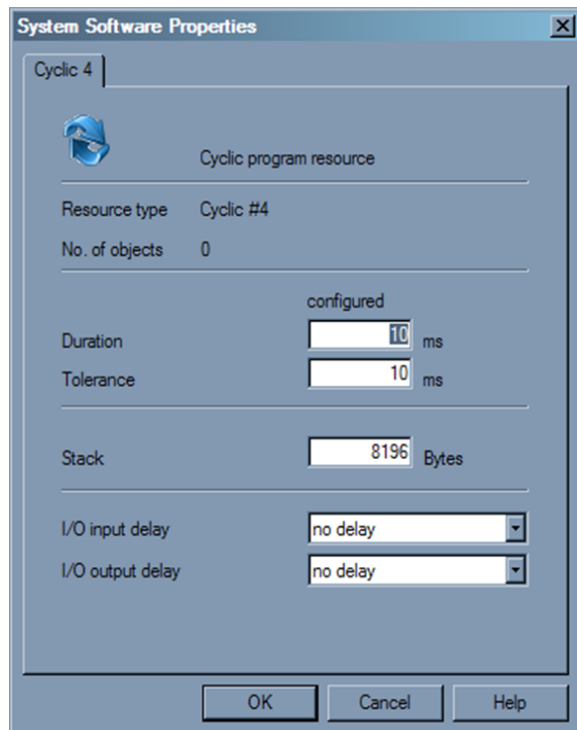 System Software Properties
Cyclic 4
Cyclic program resource
Resource type Cyclic #4
No. of objects 0
configured
Duration 10 ms
Tolerance 10 ms
Stack 8196 Bytes
I/O input delay no delay
I/O output delay no delay
OK Cancel Help